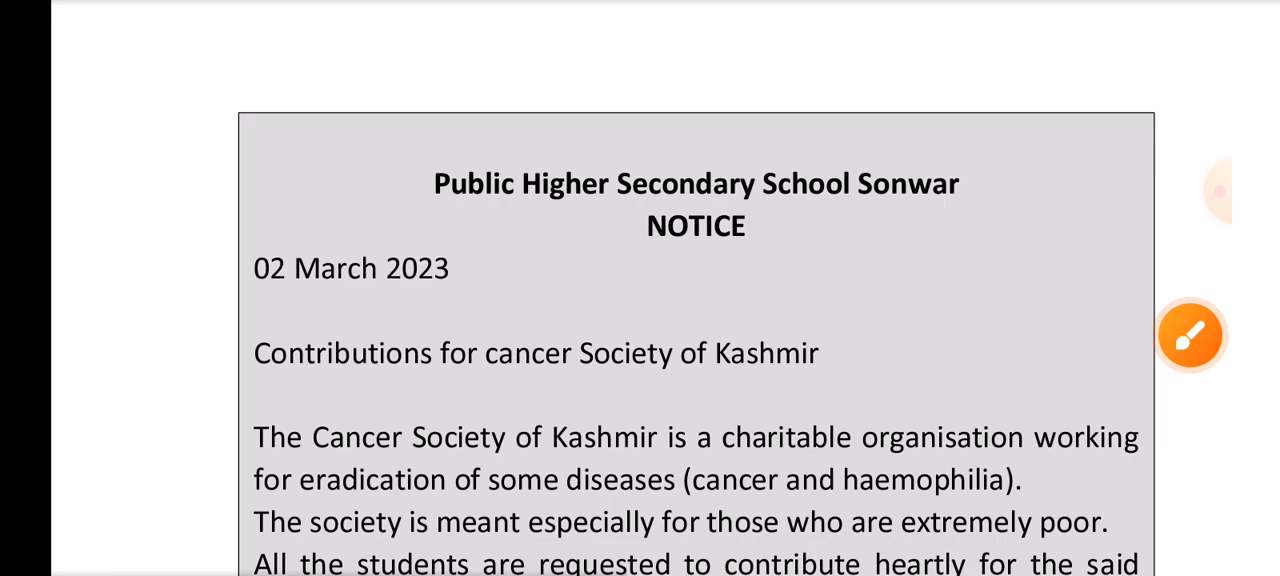 Public Higher Secondary School Sonwar
NOTICE
02 March 2023
Contributions for cancer Society of Kashmir
The Cancer Society of Kashmir is a charitable organisation working
for eradication of some diseases (cancer and haemophilia).
The society is meant especially for those who are extremely poor.
All the students are requested to contribute heartly for the said